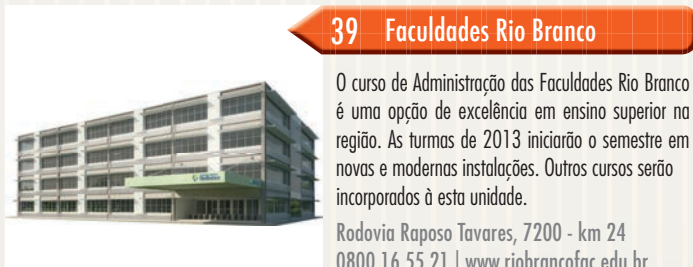 39 Faculdades Rio Branco
O curso de Administração das Faculdades Rio Branco
é uma opção de excelência em ensino superior na
região. As turmas de 2013 iniciarão o semestre em
novas e modernas instalações. Outros cursos serão
incorporados à esta unidade.
Rodovia Raposo Tavares, 7200 - km 24
0800 16 55 21 | www.riobrancofac.edu.br